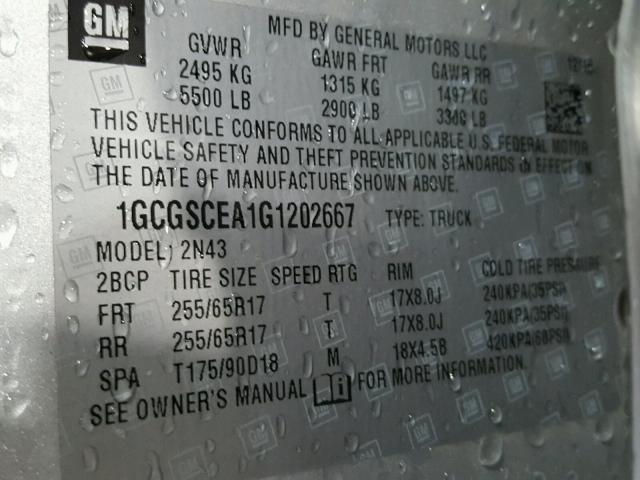 GM
MFD BY GENERAL MOTORS LLC
GVWR GAWR FRT GAWR RR
2495 KG 1315 KG 1497 KG
5500 LB 2900 LB 3300 LB
THIS VEHICLE CONFORMS TO ALL APPLICABLE U.S. FEDERAL MOTOR
VEHICLE SAFETY AND THEFT PREVENTION STANDARDS IN EFFECT ON
THE DATE OF MANUFACTURE SHOWN ABOVE.
1GCGSCEA1G1202667 TYPE: TRUCK
MODEL: 2N43
2BCP TIRE SIZE SPEED RTG RIM COLD TIRE PRESSURE
FRT 255/65R17 T 17X8.0J 240KPA(35PSI)
RR 255/65R17 T 17X8.0J 240KPA(35PSI)
SPA T175/90D18 M 18X4.5B 420KPA(60PSI)
SEE OWNER'S MANUAL i FOR MORE INFORMATION.